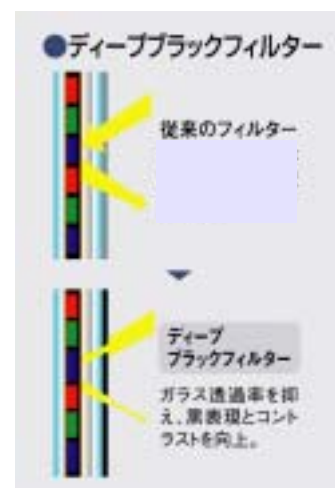 ●ディープブラックフィルター
従来のフィルター
ディープ
ブラックフィルター
ガラス透過率を抑
え、黒表現とコント
ラストを向上。